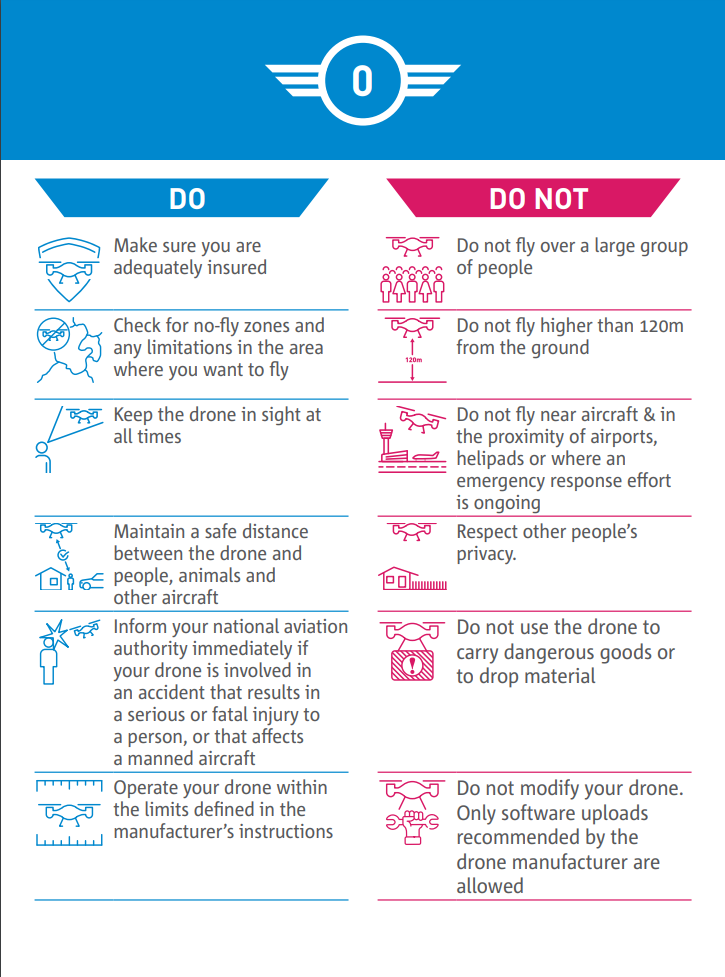 0
DO
Make sure you are
adequately insured
Check for no-fly zones and
any limitations in the area
where you want to fly
Keep the drone in sight at
all times
Maintain a safe distance
between the drone and
people, animals and
other aircraft
Inform your national aviation
authority immediately if
your drone is involved in
an accident that results in
a serious or fatal injury to
a person, or that affects
a manned aircraft
Operate your drone within
the limits defined in the
manufacturer's instructions
DO NOT
Do not fly over a large group
of people
120m
Do not fly higher than 120m
from the ground
Do not fly near aircraft & in
the proximity of airports,
helipads or where an
emergency response effort
is ongoing
Respect other people's
privacy.
Do not use the drone to
carry dangerous goods or
to drop material
Do not modify your drone.
Only software uploads
recommended by the
drone manufacturer are
allowed